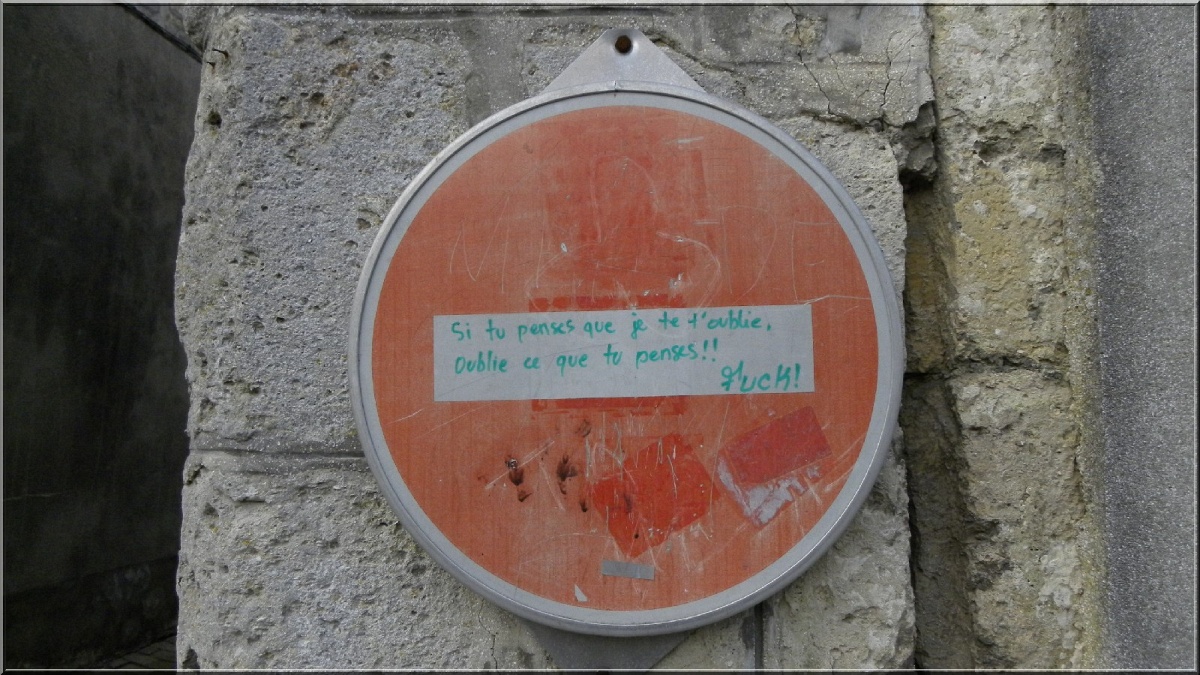 Si tu penses que je te t'oublie,
Oublie ce que tu penses!!
Fuck!